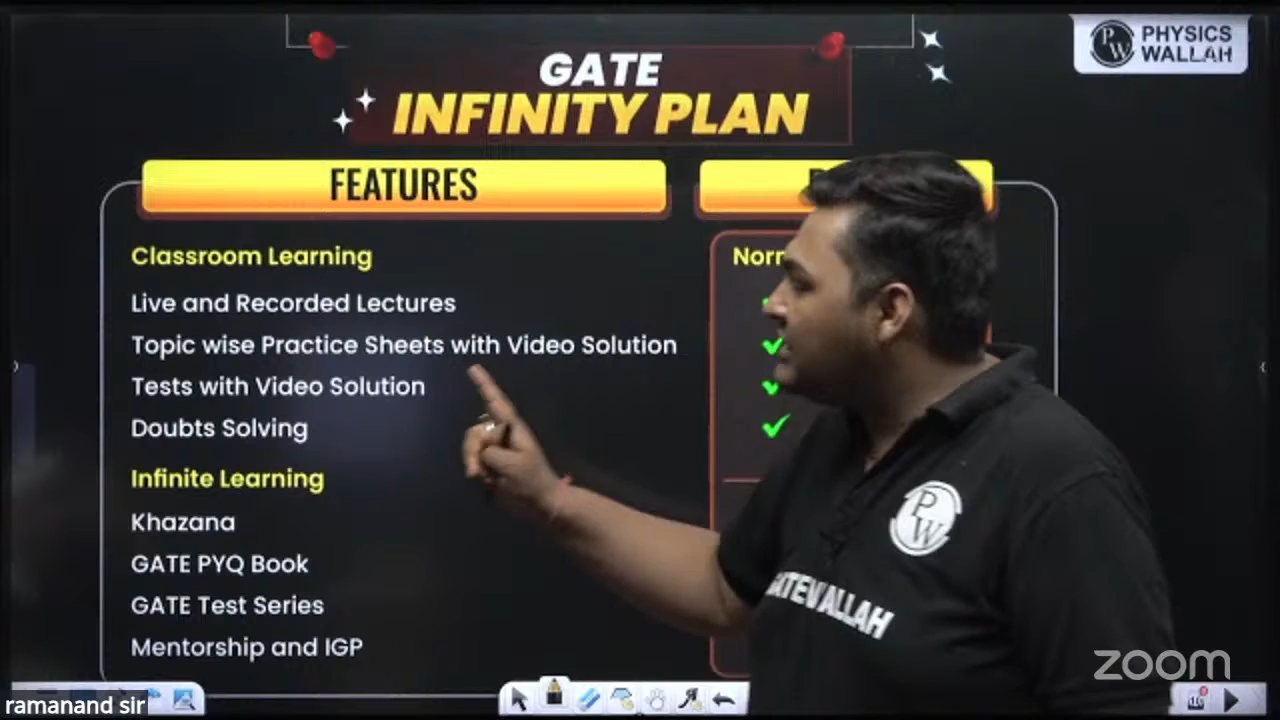 GATE
INFINITY PLAN
PHYSICS
WALLAH
PW
FEATURES
Classroom Learning
Live and Recorded Lectures
Topic wise Practice Sheets with Video Solution
Tests with Video Solution
Doubts Solving
Infinite Learning
Khazana
GATE PYQ Book
GATE Test Series
Mentorship and IGP
PW
zoom
ramanand sir